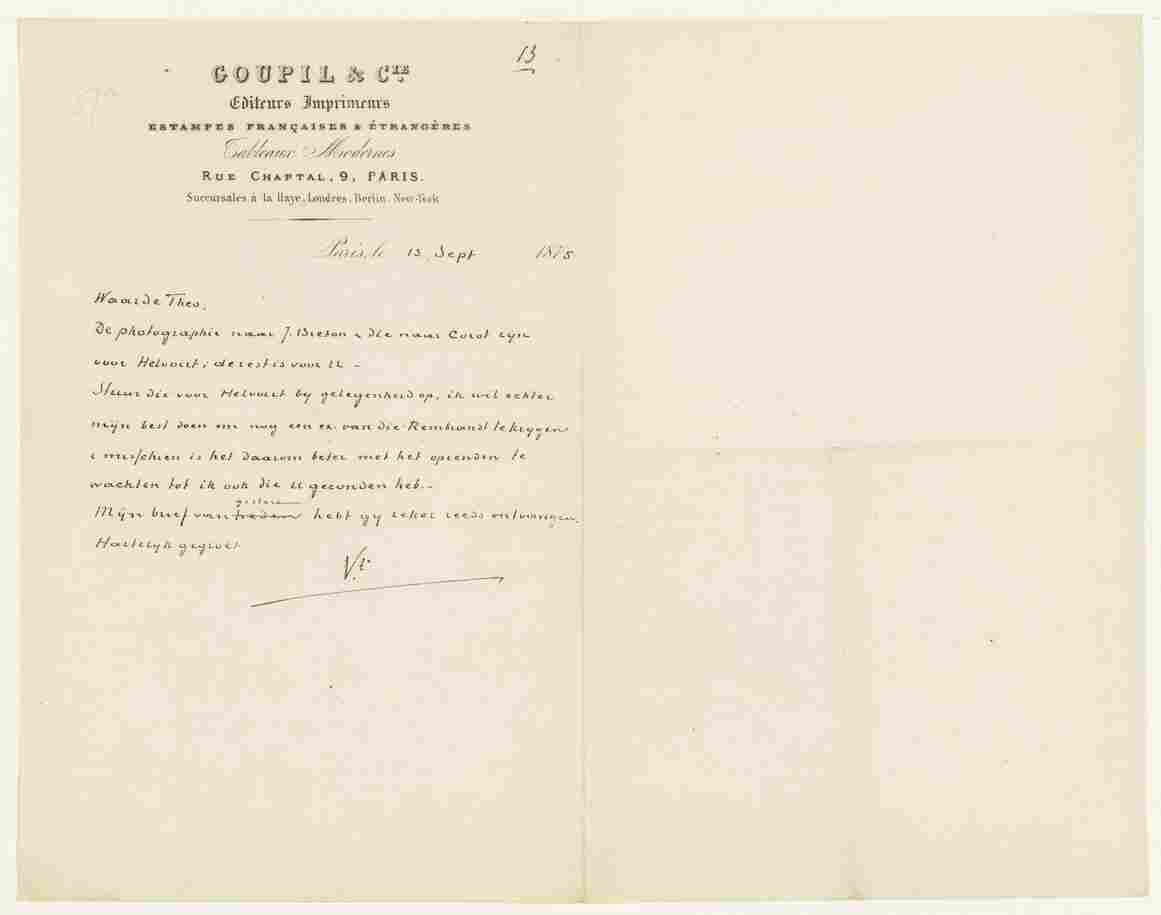 13
GOUPIL & CIE
Editeurs Imprimeurs
ESTAMPES FRANÇAISES & ÉTRANGÈRES
Tableaux Modernes
RUE CHAPTAL, 9, PARIS.
Succursales à la Haye, Londres, Berlin, New-York
Paris, le 13 Sept 1875
Waarde Theo,
De photographie naar J. Breton & die naar Corot zijn
voor Helvoirt; de rest is voor U –
Stuur die voor Helvoirt by gelegenheid op, ik wil echter
mijn best doen om nog een ex. van die Rembrandt te krygen
& misschien is het daarom beter met het opzenden te
wachten tot ik ook die U gezonden heb.–
gisteren
Mijn brief van heden hebt gy zeker reeds ontvangen.
Hartelyk gegroet
Vt.